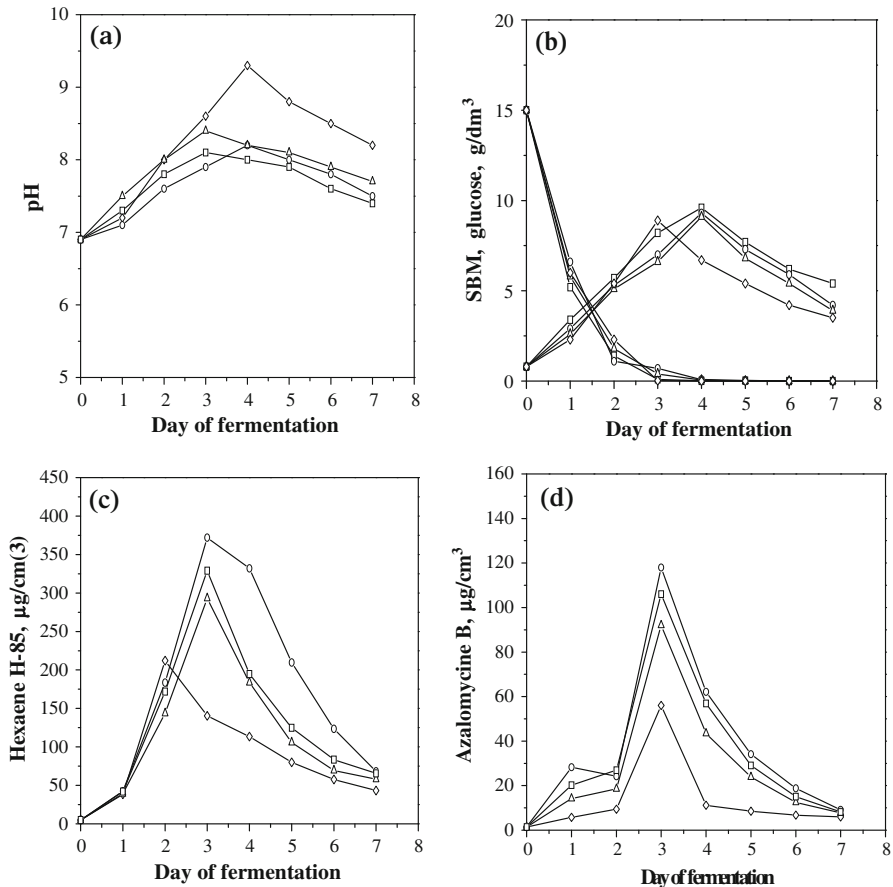 (a)
10
9
8
7
6
5
pH
0 1 2 3 4 5 6 7 8
Day of fermentation
(b)
20
15
10
5
0
SBM, glucose, g/dm³
0 1 2 3 4 5 6 7 8
Day of fermentation
(c)
450
400
350
300
250
200
150
100
50
0
Hexaene H-85, µg/cm(3)
0 1 2 3 4 5 6 7 8
Day of fermentation
(d)
160
140
120
100
80
60
40
20
0
Azalomycine B, µg/cm³
0 1 2 3 4 5 6 7 8
Day of fermentation